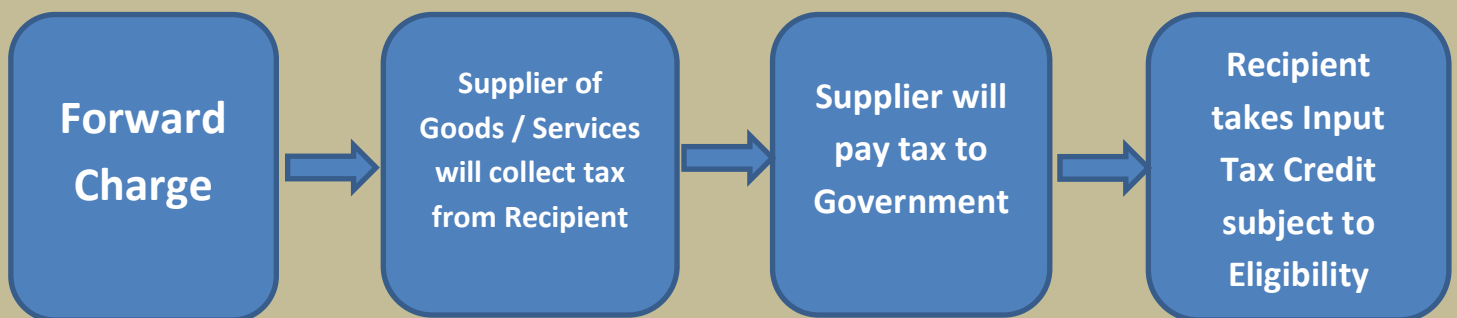 Forward
Charge
Supplier of
Goods / Services
will collect tax
from Recipient
Supplier will
pay tax to
Government
Recipient
takes Input
Tax Credit
subject to
Eligibility